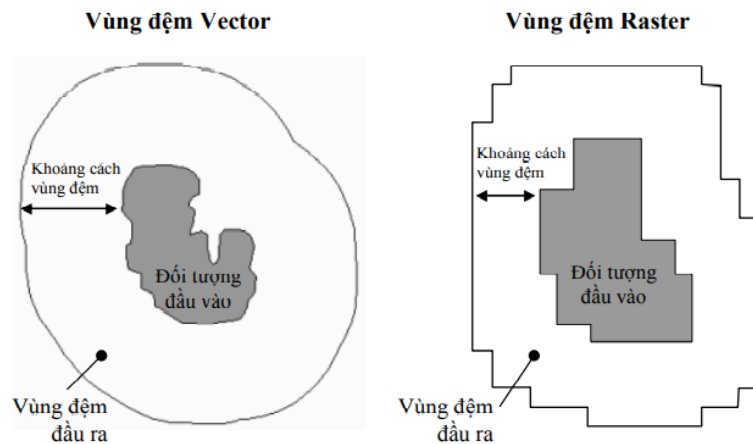 Vùng đệm Vector
Khoảng cách
vùng đệm
Đối tượng
đầu vào
Vùng đệm
đầu ra
Vùng đệm Raster
Khoảng cách
vùng đệm
Đối tượng
đầu vào
Vùng đệm
đầu ra